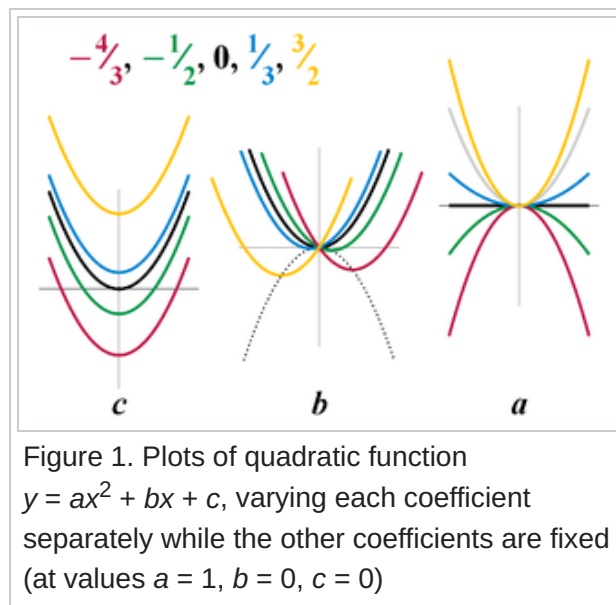 −4/3, −1/2, 0, 1/3, 3/2
c b a
Figure 1. Plots of quadratic function
y = ax² + bx + c, varying each coefficient
separately while the other coefficients are fixed
(at values a = 1, b = 0, c = 0)